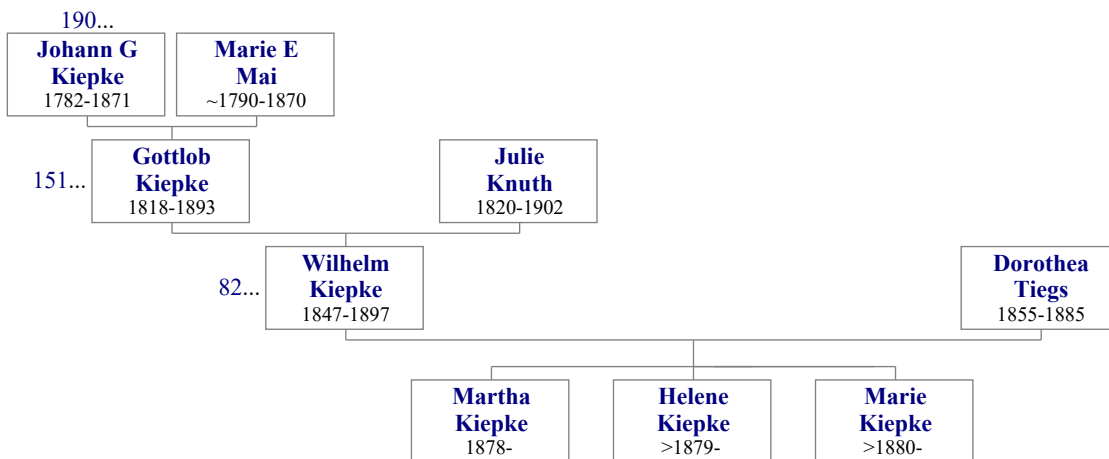 190...
Johann G
Kiepke
1782-1871
Marie E
Mai
~1790-1870
151...
Gottlob
Kiepke
1818-1893
Julie
Knuth
1820-1902
82...
Wilhelm
Kiepke
1847-1897
Dorothea
Tiegs
1855-1885
Martha
Kiepke
1878-
Helene
Kiepke
>1879-
Marie
Kiepke
>1880-